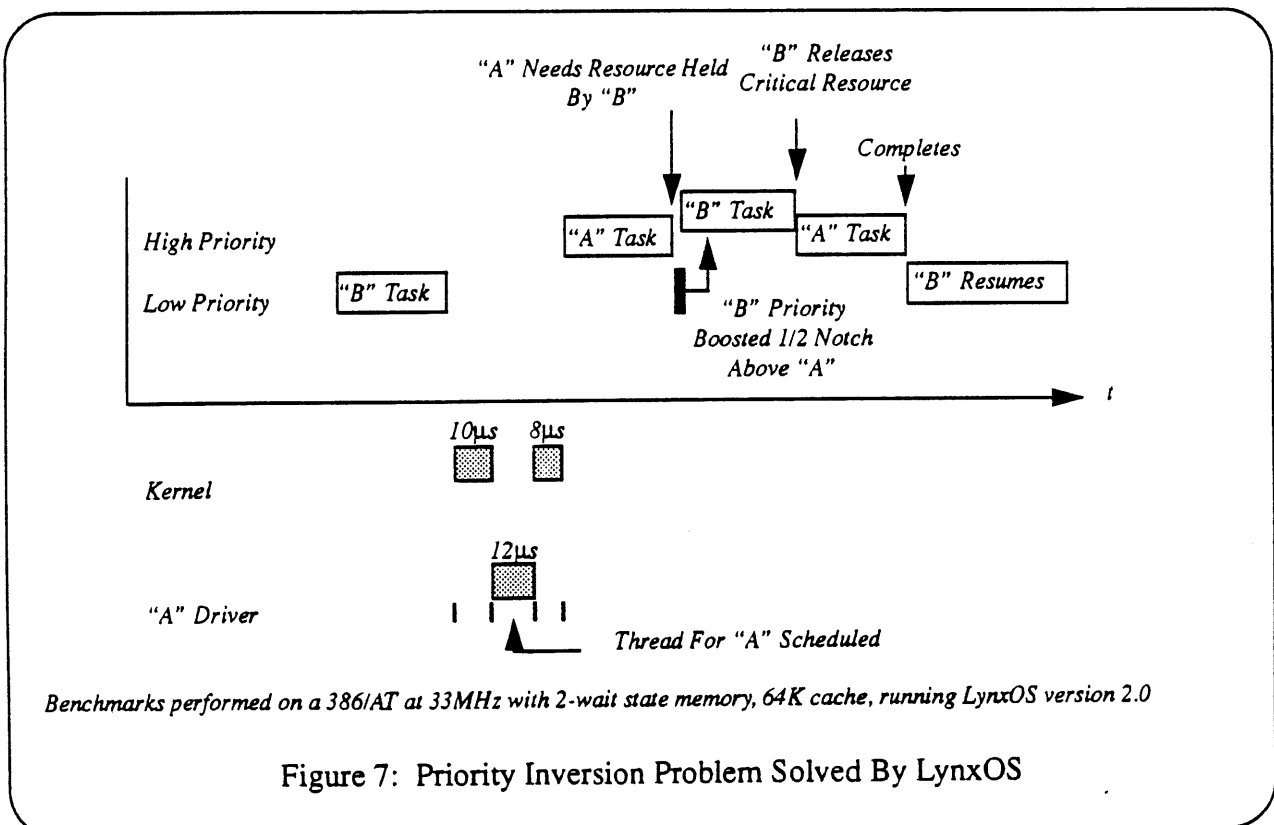 “A” Needs Resource Held
By “B”
“B” Releases
Critical Resource
Completes
“B” Task
High Priority
“A” Task
“A” Task
Low Priority
“B” Task
“B” Resumes
“B” Priority
Boosted 1/2 Notch
Above “A”
t
10µs
8µs
Kernel
12µs
“A” Driver
Thread For “A” Scheduled
Benchmarks performed on a 386/AT at 33MHz with 2-wait state memory, 64K cache, running LynxOS version 2.0
Figure 7: Priority Inversion Problem Solved By LynxOS